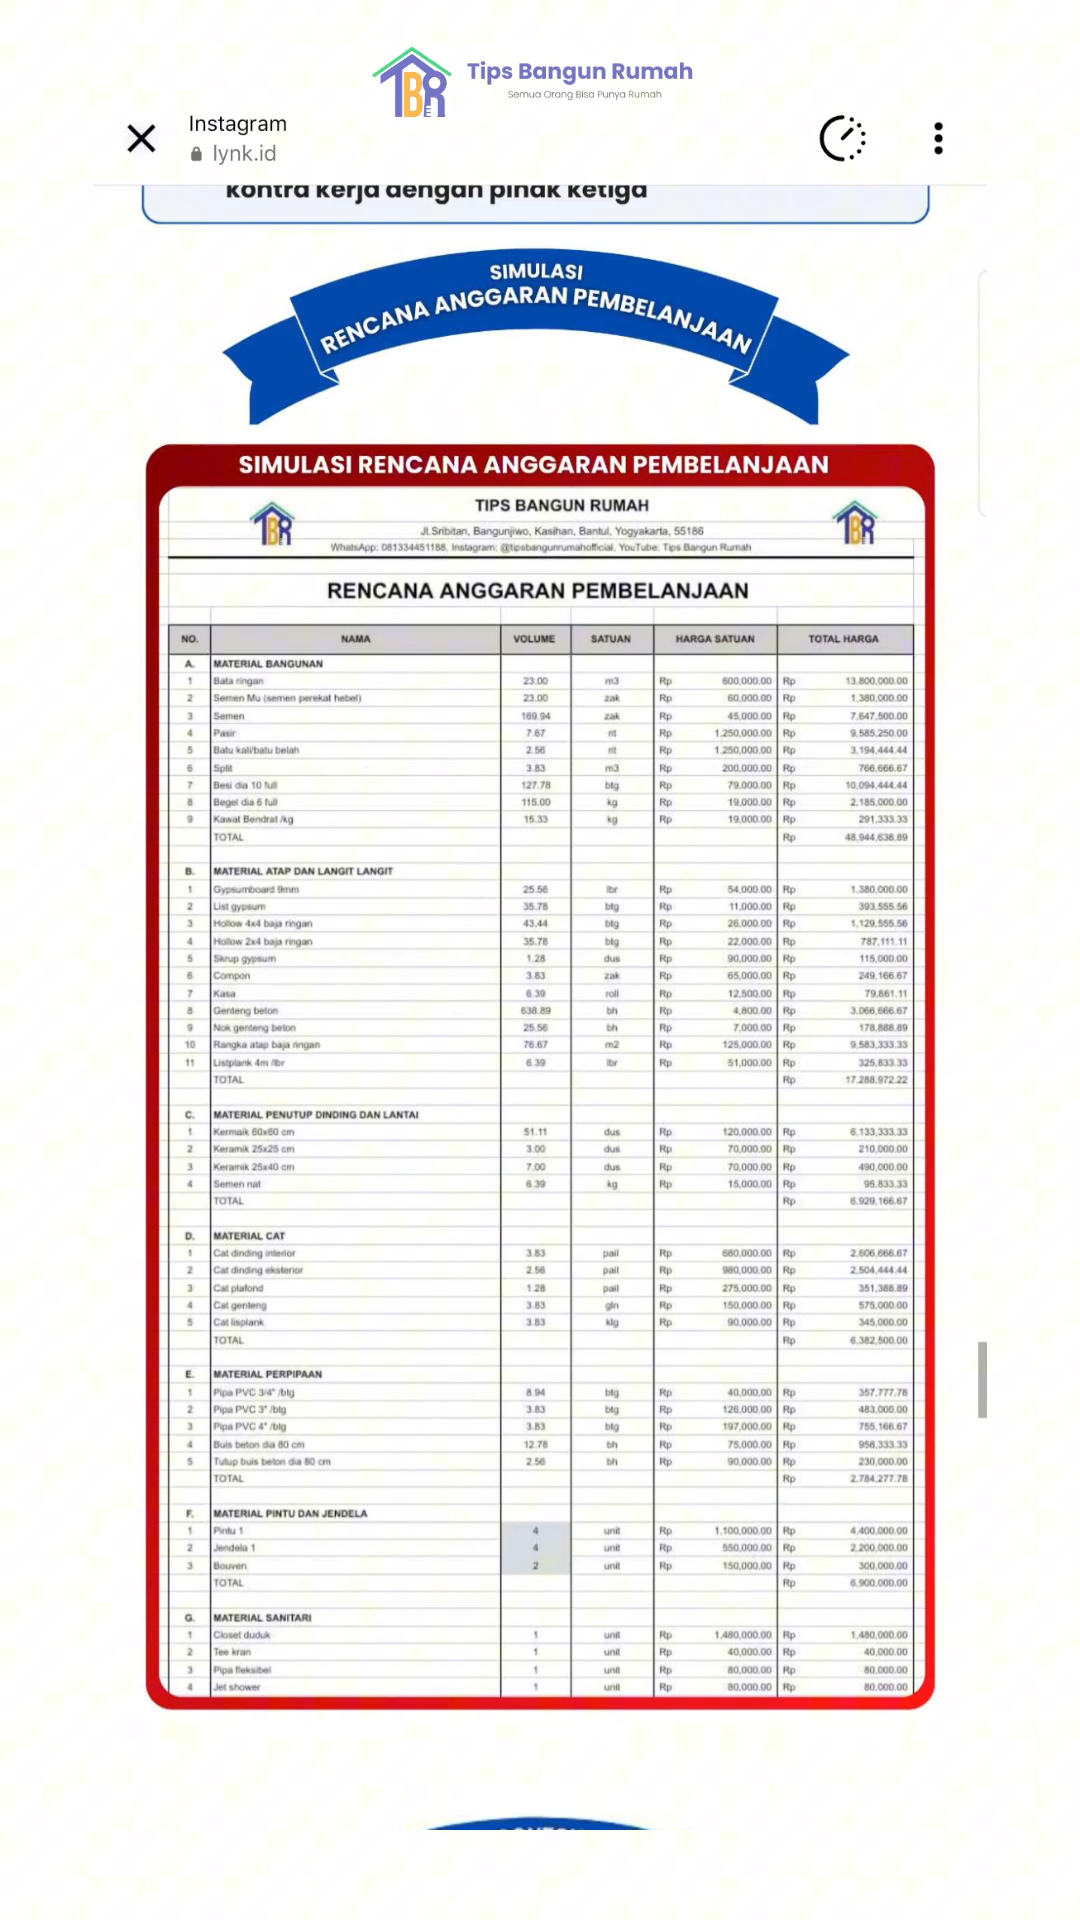 Tips Bangun Rumah
Semua Orang Bisa Punya Rumah
Instagram
lynk.id
kontra kerja dengan pihak ketiga
SIMULASI
RENCANA ANGGARAN PEMBELANJAAN
SIMULASI RENCANA ANGGARAN PEMBELANJAAN
TIPS BANGUN RUMAH
Jl.Sribitan, Bangunjiwo, Kasihan, Bantul, Yogyakarta, 55186
WhatsApp: 081334451188, Instagram: @tipsbangunrumahofficial, YouTube: Tips Bangun Rumah
RENCANA ANGGARAN PEMBELANJAAN
NO. NAMA VOLUME SATUAN HARGA SATUAN TOTAL HARGA
A. MATERIAL BANGUNAN
1 Bata ringan 23.00 m3 Rp 600,000.00 Rp 13,800,000.00
2 Semen Mu (semen perekat hebel) 23.00 zak Rp 60,000.00 Rp 1,380,000.00
3 Semen 169.94 zak Rp 45,000.00 Rp 7,647,500.00
4 Pasir 7.67 rit Rp 1,250,000.00 Rp 9,585,250.00
5 Batu kali/batu belah 2.56 rit Rp 1,250,000.00 Rp 3,194,444.44
6 Split 3.83 m3 Rp 200,000.00 Rp 766,666.67
7 Besi dia 10 full 127.78 btg Rp 79,000.00 Rp 10,094,444.44
8 Begel dia 6 full 115.00 kg Rp 19,000.00 Rp 2,185,000.00
9 Kawat Bendrat /kg 15.33 kg Rp 19,000.00 Rp 291,333.33
TOTAL Rp 48,944,638.89
B. MATERIAL ATAP DAN LANGIT LANGIT
1 Gypsumboard 9mm 25.56 lbr Rp 54,000.00 Rp 1,380,000.00
2 List gypsum 35.78 btg Rp 11,000.00 Rp 393,555.56
3 Hollow 4x4 baja ringan 43.44 btg Rp 26,000.00 Rp 1,129,555.56
4 Hollow 2x4 baja ringan 35.78 btg Rp 22,000.00 Rp 787,111.11
5 Skrup gypsum 1.28 dus Rp 90,000.00 Rp 115,000.00
6 Compon 3.83 zak Rp 65,000.00 Rp 249,166.67
7 Kasa 6.39 roll Rp 12,500.00 Rp 79,861.11
8 Genteng beton 638.89 bh Rp 4,800.00 Rp 3,066,666.67
9 Nok genteng beton 25.56 bh Rp 7,000.00 Rp 178,888.89
10 Rangka atap baja ringan 76.67 m2 Rp 125,000.00 Rp 9,583,333.33
11 Listplank 4m /lbr 6.39 lbr Rp 51,000.00 Rp 325,833.33
TOTAL Rp 17,288,972.22
C. MATERIAL PENUTUP DINDING DAN LANTAI
1 Kermaik 60x60 cm 51.11 dus Rp 120,000.00 Rp 6,133,333.33
2 Keramik 25x25 cm 3.00 dus Rp 70,000.00 Rp 210,000.00
3 Keramik 25x40 cm 7.00 dus Rp 70,000.00 Rp 490,000.00
4 Semen nat 6.39 kg Rp 15,000.00 Rp 95,833.33
TOTAL Rp 6,929,166.67
D. MATERIAL CAT
1 Cat dinding interior 3.83 pail Rp 680,000.00 Rp 2,606,666.67
2 Cat dinding eksterior 2.56 pail Rp 980,000.00 Rp 2,504,444.44
3 Cat plafond 1.28 pail Rp 275,000.00 Rp 351,388.89
4 Cat genteng 3.83 gln Rp 150,000.00 Rp 575,000.00
5 Cat lisplank 3.83 klg Rp 90,000.00 Rp 345,000.00
TOTAL Rp 6,382,500.00
E. MATERIAL PERPIPAAN
1 Pipa PVC 3/4" /btg 8.94 btg Rp 40,000.00 Rp 357,777.78
2 Pipa PVC 3" /btg 3.83 btg Rp 126,000.00 Rp 483,000.00
3 Pipa PVC 4" /btg 3.83 btg Rp 197,000.00 Rp 755,166.67
4 Buis beton dia 80 cm 12.78 bh Rp 75,000.00 Rp 958,333.33
5 Tutup buis beton dia 80 cm 2.56 bh Rp 90,000.00 Rp 230,000.00
TOTAL Rp 2,784,277.78
F. MATERIAL PINTU DAN JENDELA
1 Pintu 1 4 unit Rp 1,100,000.00 Rp 4,400,000.00
2 Jendela 1 4 unit Rp 550,000.00 Rp 2,200,000.00
3 Bouven 2 unit Rp 150,000.00 Rp 300,000.00
TOTAL Rp 6,900,000.00
G. MATERIAL SANITARI
1 Closet duduk 1 unit Rp 1,480,000.00 Rp 1,480,000.00
2 Tee kran 1 unit Rp 40,000.00 Rp 40,000.00
3 Pipa fleksibel 1 unit Rp 80,000.00 Rp 80,000.00
4 Jet shower 1 unit Rp 80,000.00 Rp 80,000.00